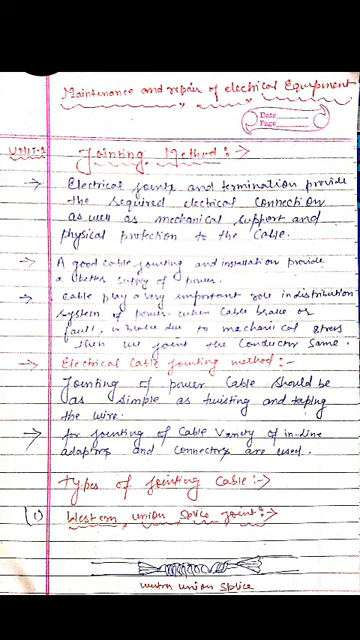 Maintenance and repair of electrical Equipment
Date
Page
UNIT-2
Jointing Method :-
→ Electrical joints and termination provide
the required electrical connection
as well as mechanical support and
physical protection to the Cable.
→ A good cable jointing and installation provide
a better supply of power.
→ Cable play a very important role in distribution
system of power. when Cable brake or
fault, due to mechanical stress
then we joint the Conductor same.
→ Electrical Cable Jointing method :-
Jointing of power Cable should be
as simple as twisting and taping
the wire.
→ for jointing of Cable Variety of in-line
adapters and connectors are used.
Types of Jointing Cable :-
(1) Western union Splice Joint :-
western union Splice